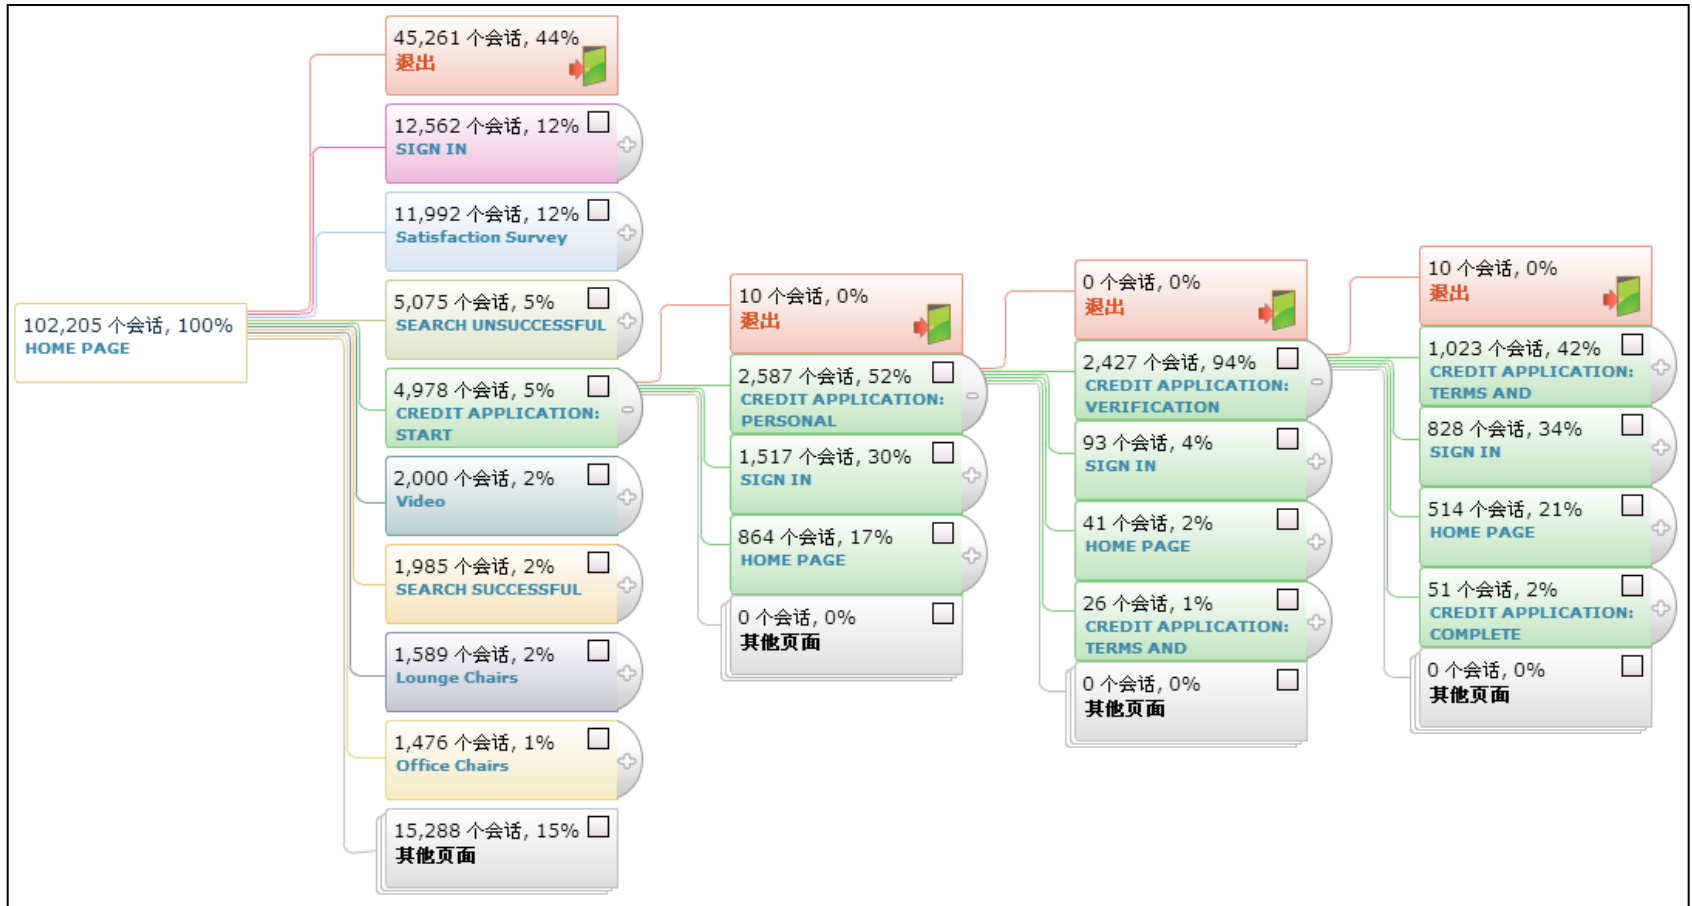 102,205 个会话, 100%
HOME PAGE
45,261 个会话, 44%
退出
12,562 个会话, 12%
SIGN IN
11,992 个会话, 12%
Satisfaction Survey
5,075 个会话, 5%
SEARCH UNSUCCESSFUL
4,978 个会话, 5%
CREDIT APPLICATION:
START
2,000 个会话, 2%
Video
1,985 个会话, 2%
SEARCH SUCCESSFUL
1,589 个会话, 2%
Lounge Chairs
1,476 个会话, 1%
Office Chairs
15,288 个会话, 15%
其他页面
10 个会话, 0%
退出
2,587 个会话, 52%
CREDIT APPLICATION:
PERSONAL
1,517 个会话, 30%
SIGN IN
864 个会话, 17%
HOME PAGE
0 个会话, 0%
其他页面
0 个会话, 0%
退出
2,427 个会话, 94%
CREDIT APPLICATION:
VERIFICATION
93 个会话, 4%
SIGN IN
41 个会话, 2%
HOME PAGE
26 个会话, 1%
CREDIT APPLICATION:
TERMS AND
0 个会话, 0%
其他页面
10 个会话, 0%
退出
1,023 个会话, 42%
CREDIT APPLICATION:
TERMS AND
828 个会话, 34%
SIGN IN
514 个会话, 21%
HOME PAGE
51 个会话, 2%
CREDIT APPLICATION:
COMPLETE
0 个会话, 0%
其他页面